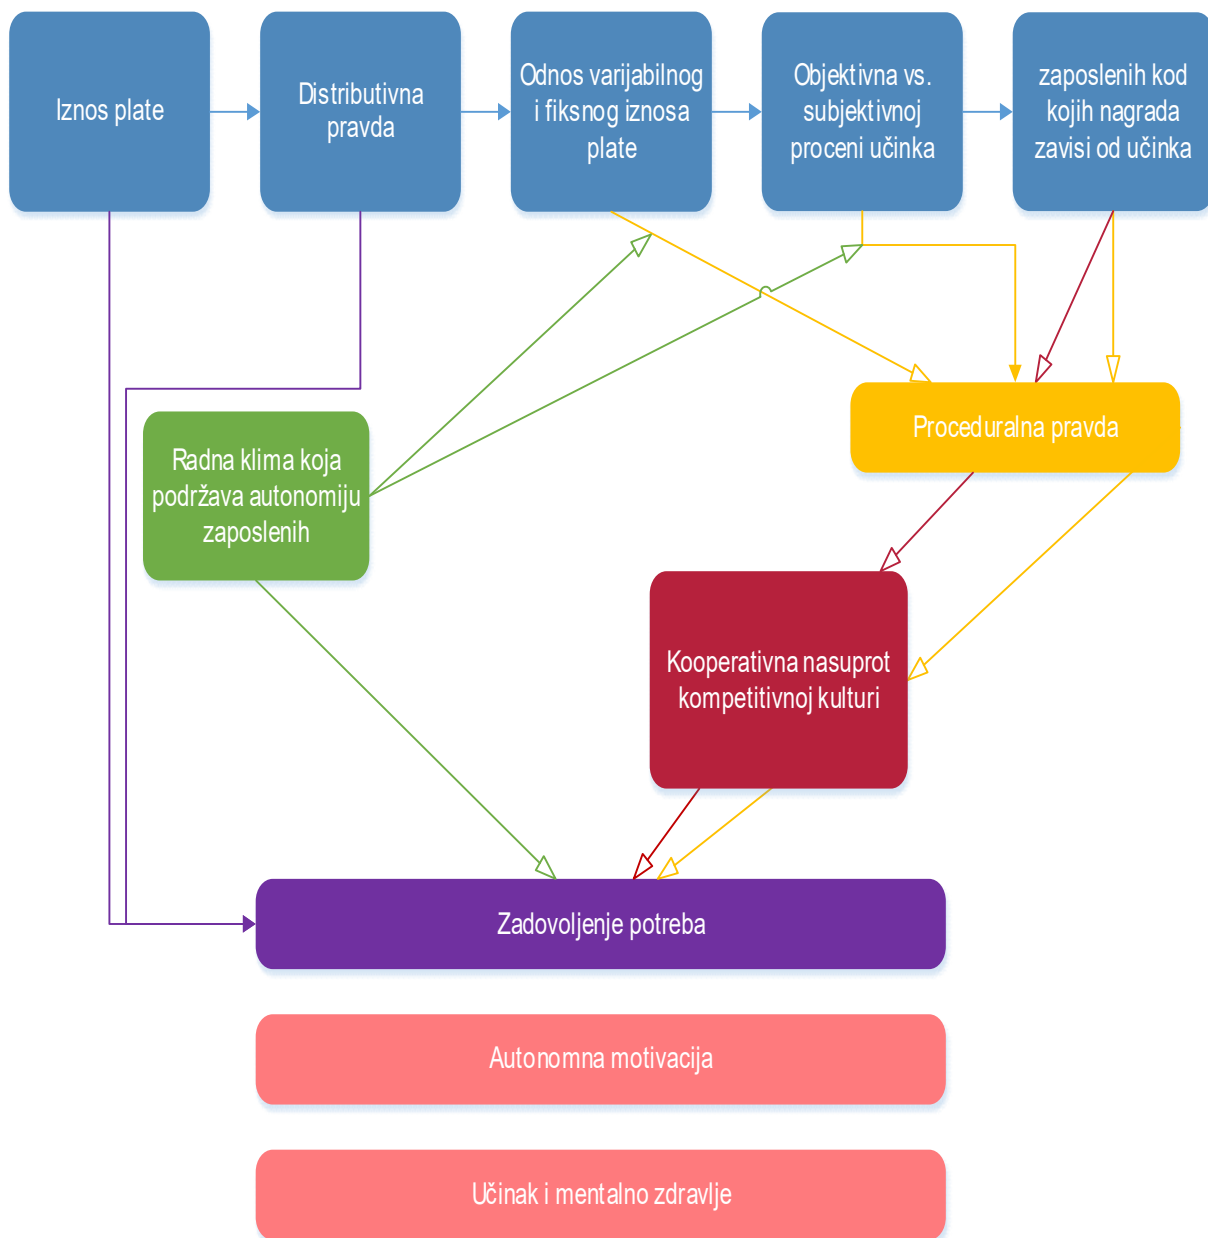 Iznos plate
Distributivna
pravda
Odnos varijabilnog
i fiksnog iznosa
plate
Objektivna vs.
subjektivnoj
proceni učinka
zaposlenih kod
kojih nagrada
zavisi od učinka
Proceduralna pravda
Radna klima koja
podržava autonomiju
zaposlenih
Kooperativna nasuprot
kompetitivnoj kulturi
Zadovoljenje potreba
Autonomna motivacija
Učinak i mentalno zdravlje